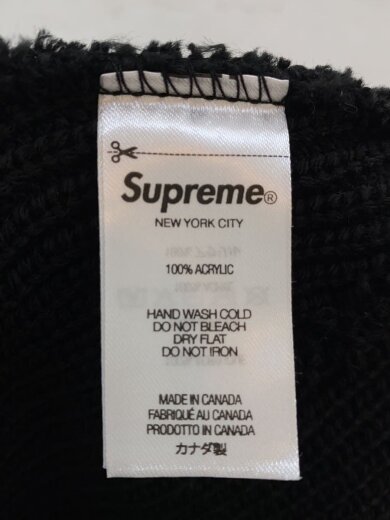 Supreme®
NEW YORK CITY
100% ACRYLIC
HAND WASH COLD
DO NOT BLEACH
DRY FLAT
DO NOT IRON
MADE IN CANADA
FABRIQUÉ AU CANADA
PRODOTTO IN CANADA
カナダ製